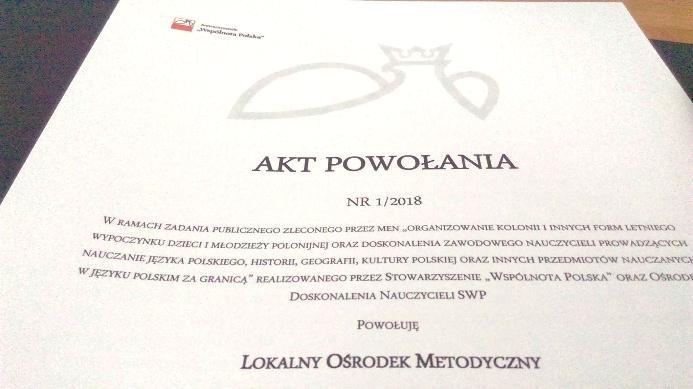 Stowarzyszenie
„Wspólnota Polska”
AKT POWOŁANIA
NR 1/2018
W RAMACH ZADANIA PUBLICZNEGO ZLECONEGO PRZEZ MEN „ORGANIZOWANIE KOLONII I INNYCH FORM LETNIEGO
WYPOCZYNKU DZIECI I MŁODZIEŻY POLONIJNEJ ORAZ DOSKONALENIA ZAWODOWEGO NAUCZYCIELI PROWADZĄCYCH
NAUCZANIE JĘZYKA POLSKIEGO, HISTORII, GEOGRAFII, KULTURY POLSKIEJ ORAZ INNYCH PRZEDMIOTÓW NAUCZANYCH
W JĘZYKU POLSKIM ZA GRANICĄ” REALIZOWANEGO PRZEZ STOWARZYSZENIE „WSPÓLNOTA POLSKA” ORAZ OŚRODE
DOSKONALENIA NAUCZYCIELI SWP
POWOŁUJĘ
LOKALNY OŚRODEK METODYCZNY